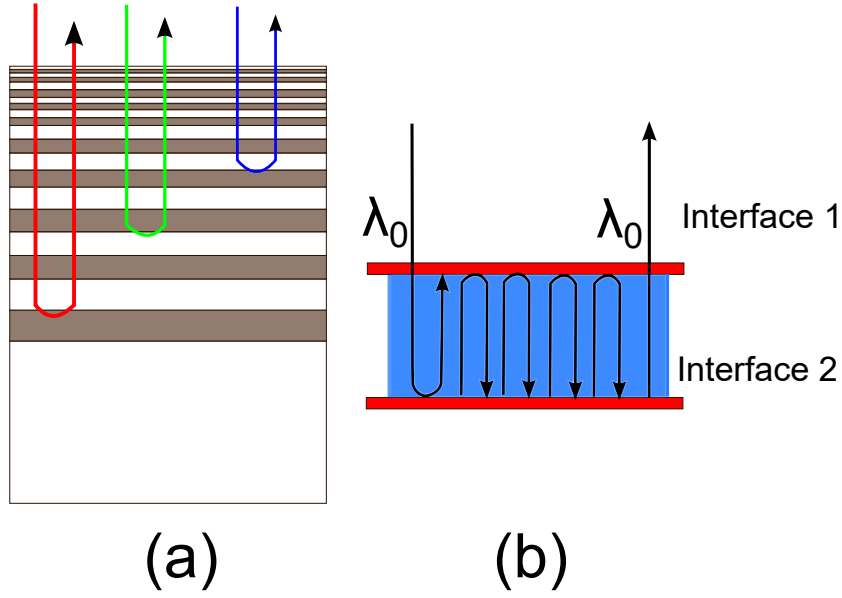 λ₀
λ₀
Interface 1
Interface 2
(a)
(b)